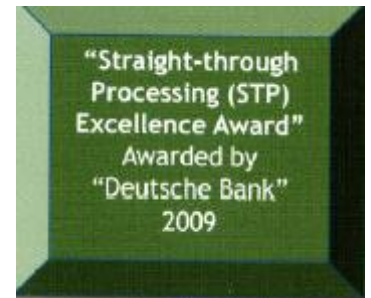 “Straight-through
Processing (STP)
Excellence Award”
Awarded by
“Deutsche Bank”
2009